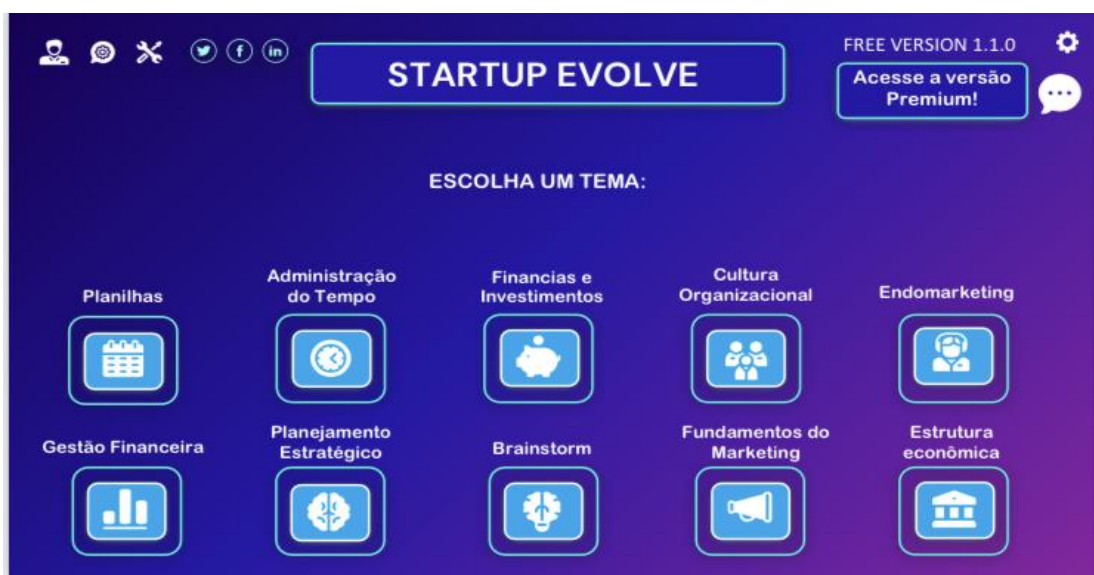 FREE VERSION 1.1.0
STARTUP EVOLVE
Acesse a versão
Premium!
ESCOLHA UM TEMA:
Planilhas
Administração
do Tempo
Financias e
Investimentos
Cultura
Organizacional
Endomarketing
Gestão Financeira
Planejamento
Estratégico
Brainstorm
Fundamentos do
Marketing
Estrutura
econômica